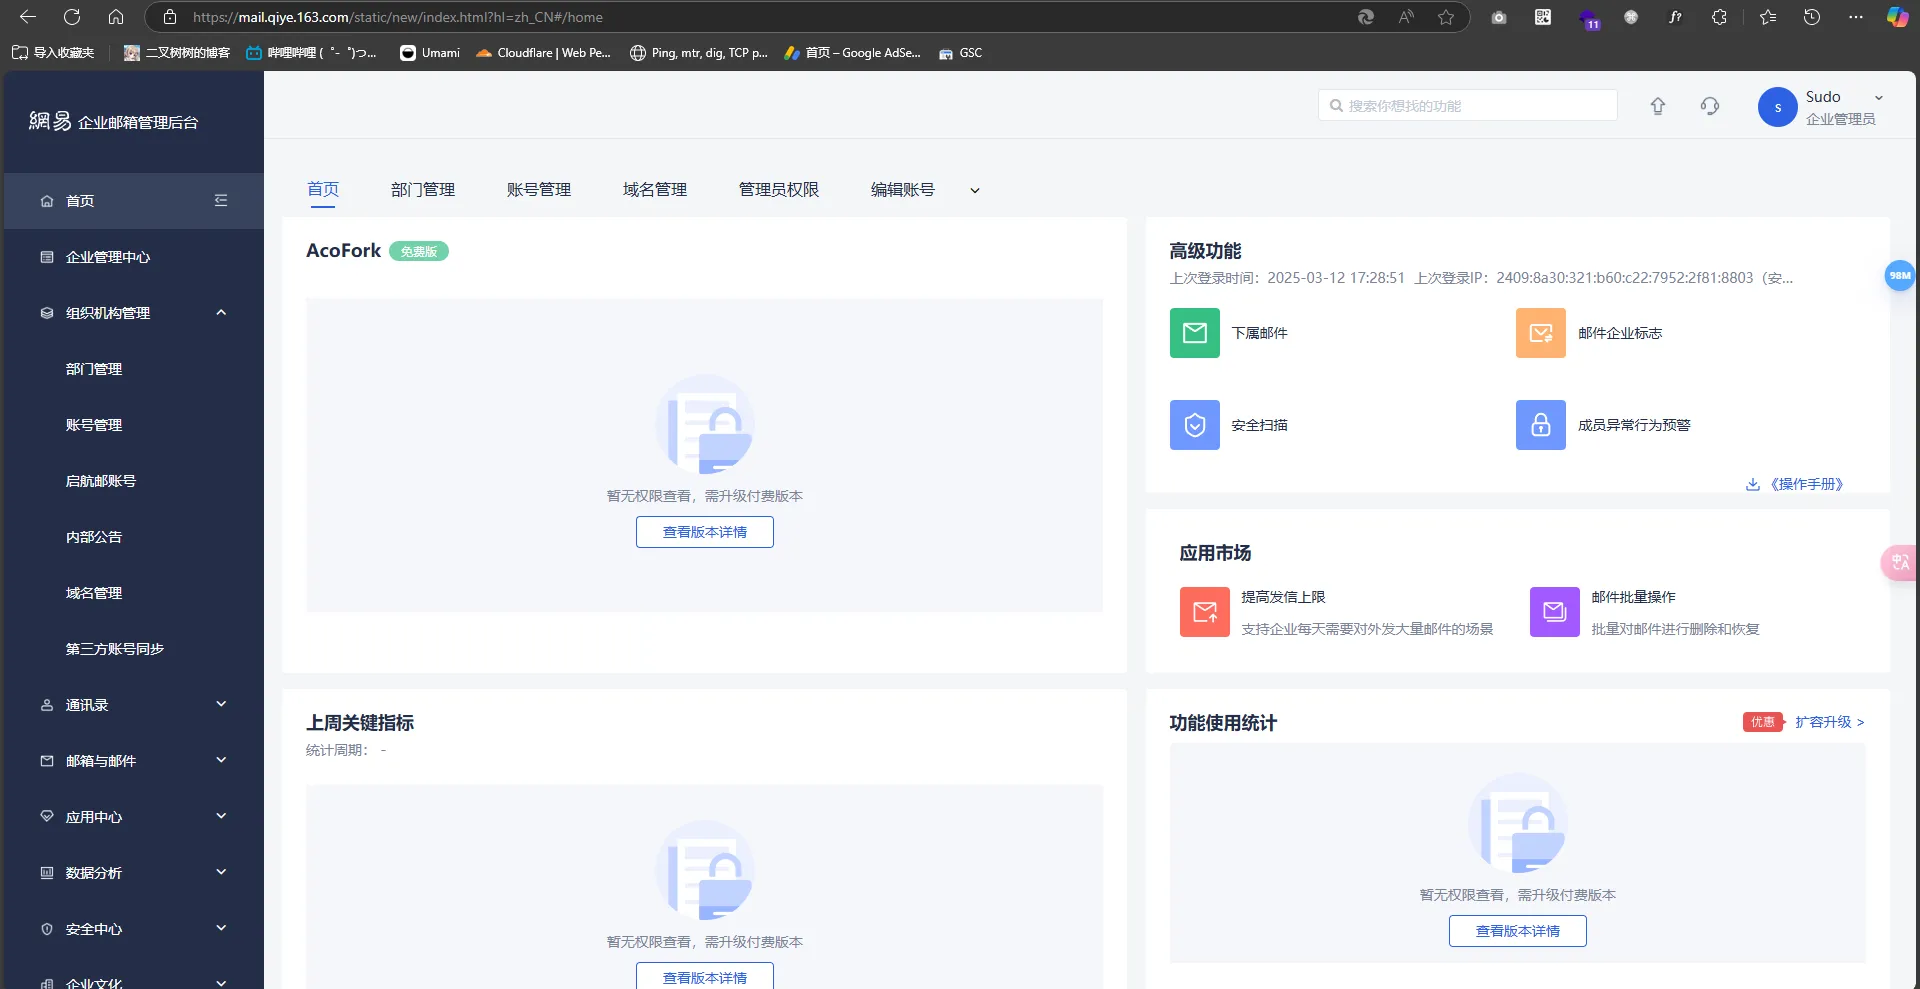 https://mail.qiye.163.com/static/new/index.html?hl=zh_CN#/home
11
f?
导入收藏夹
二叉树树的博客
哔哩哔哩 (゜-゜)つ...
Umami
Cloudflare | Web Pe...
Ping, mtr, dig, TCP p...
首页 – Google AdSe...
GSC
網易 企业邮箱管理后台
搜索你想找的功能
s
Sudo
企业管理员
首页
企业管理中心
组织机构管理
部门管理
账号管理
启航邮账号
内部公告
域名管理
第三方账号同步
通讯录
邮箱与邮件
应用中心
数据分析
安全中心
企业文化
首页 部门管理 账号管理 域名管理 管理员权限 编辑账号
AcoFork 免费版
暂无权限查看，需升级付费版本
查看版本详情
高级功能
上次登录时间：2025-03-12 17:28:51 上次登录IP：2409:8a30:321:b60:c22:7952:2f81:8803（安...
下属邮件
邮件企业标志
安全扫描
成员异常行为预警
《操作手册》
98M
应用市场
提高发信上限
支持企业每天需要对外发大量邮件的场景
邮件批量操作
批量对邮件进行删除和恢复
中A
上周关键指标
统计周期： -
暂无权限查看，需升级付费版本
查看版本详情
功能使用统计
优惠 扩容升级 >
暂无权限查看，需升级付费版本
查看版本详情